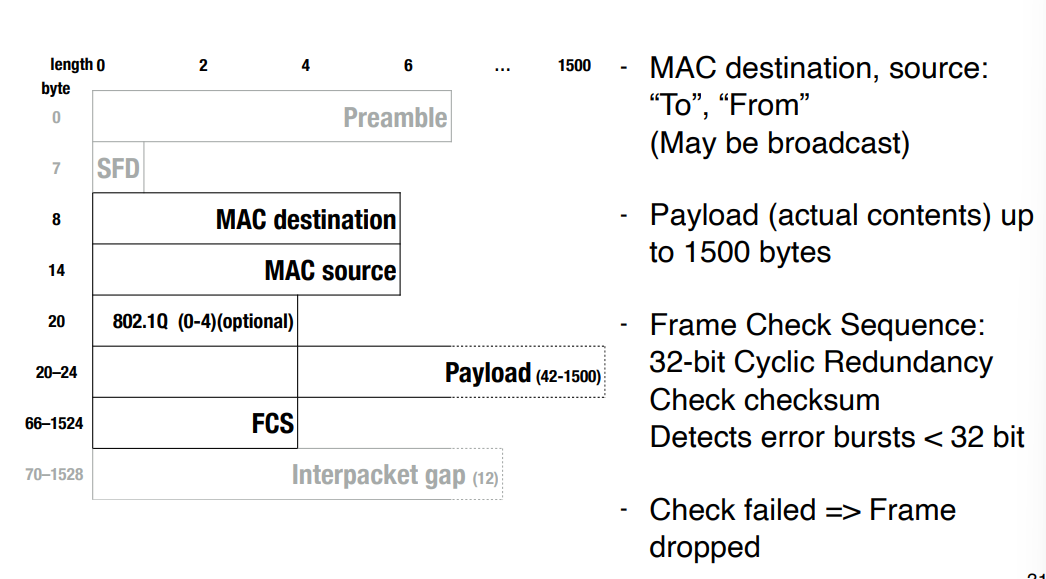 length 0 2 4 6 ... 1500
byte
0 Preamble
7 SFD
8 MAC destination
14 MAC source
20 802.1Q (0-4)(optional)
20–24 Payload (42-1500)
66–1524 FCS
70–1528 Interpacket gap (12)
- MAC destination, source:
“To”, “From”
(May be broadcast)
- Payload (actual contents) up
to 1500 bytes
- Frame Check Sequence:
32-bit Cyclic Redundancy
Check checksum
Detects error bursts < 32 bit
- Check failed => Frame
dropped